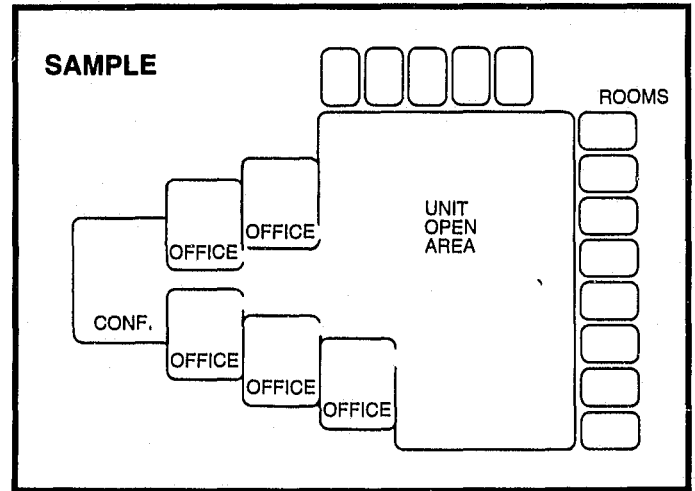 SAMPLE
ROOMS
UNIT
OPEN
AREA
OFFICE
OFFICE
CONF.
OFFICE
OFFICE
OFFICE